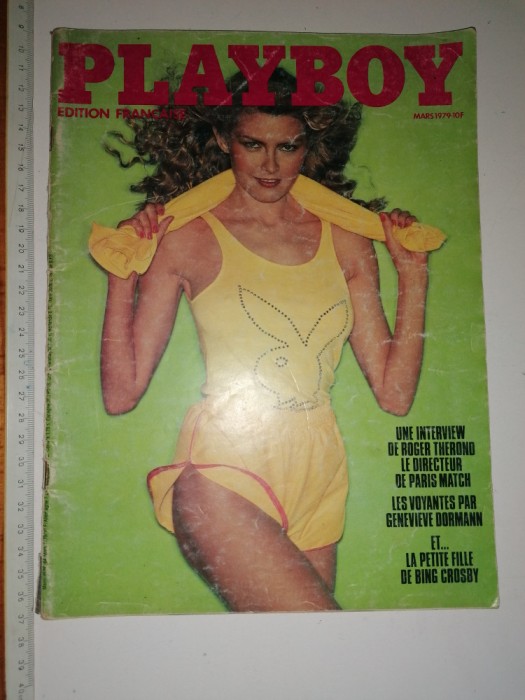 PLAYBOY
EDITION FRANÇAISE
MARS 1979·10F
UNE INTERVIEW
DE ROGER THEROND
LE DIRECTEUR
DE PARIS MATCH
LES VOYANTES PAR
GENEVIEVE DORMANN
ET...
LA PETITE FILLE
DE BING CROSBY